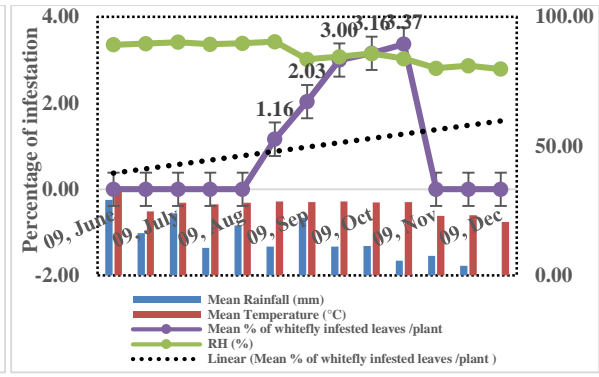 4.00
100.00
3.00
3.16
3.37
2.03
2.00
1.16
50.00
0.00
-2.00
0.00
Percentage of infestation
09, June
09, July
09, Aug
09, Sep
09, Oct
09, Nov
09, Dec
Mean Rainfall (mm)
Mean Temperature (°C)
Mean % of whitefly infested leaves /plant
RH (%)
Linear (Mean % of whitefly infested leaves /plant )